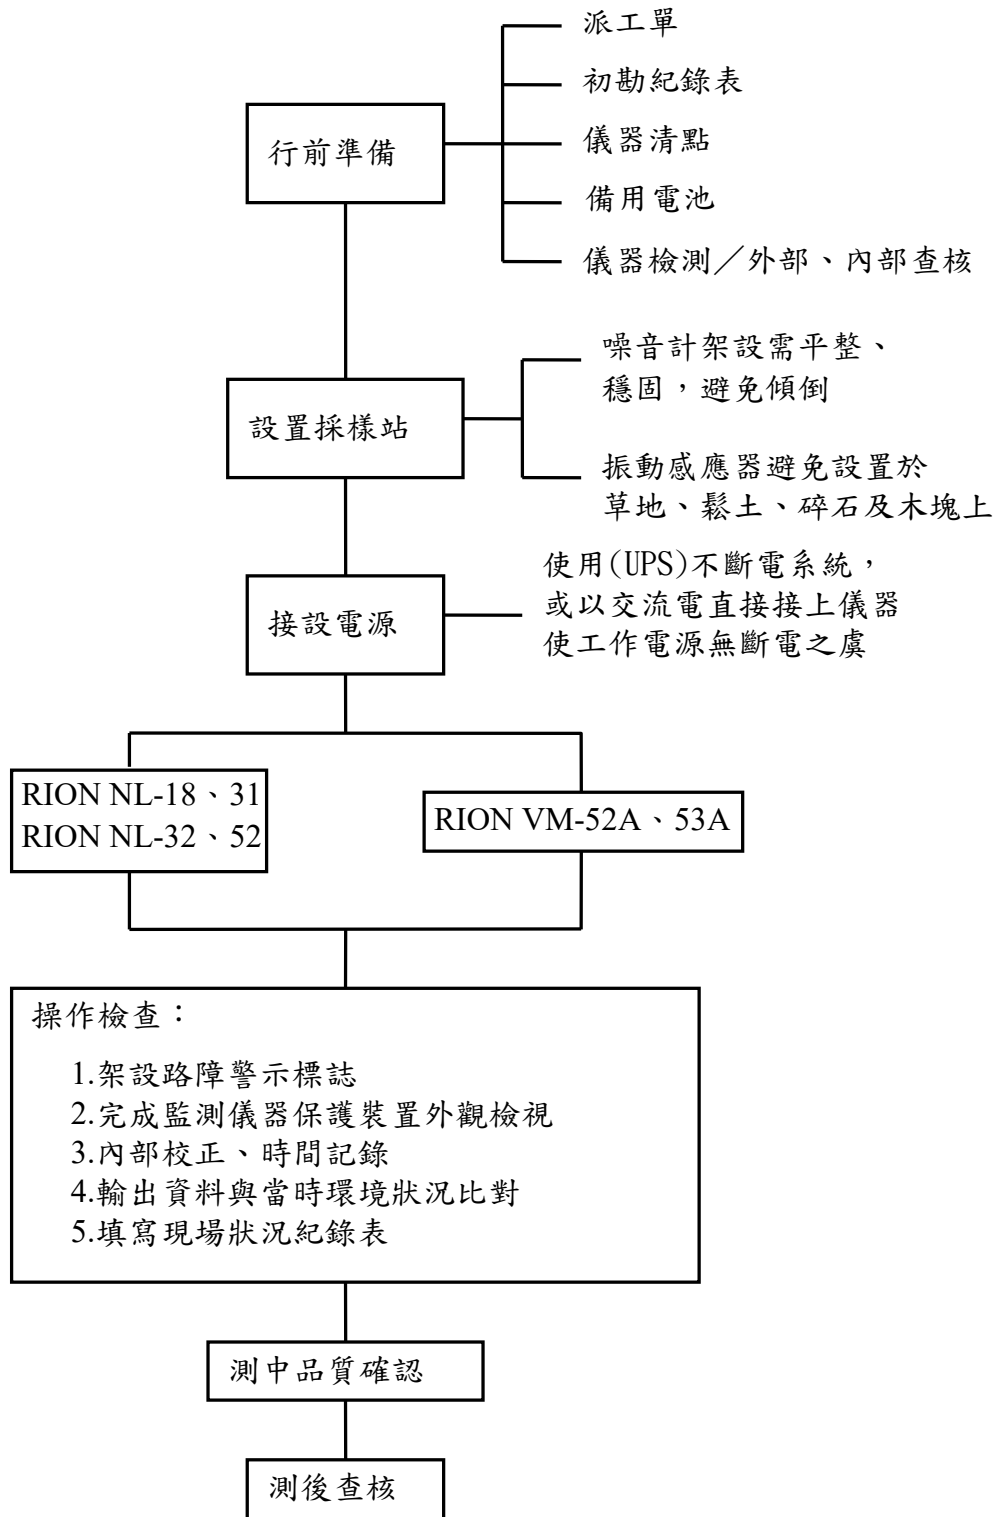 派工單
初勘紀錄表
行前準備
儀器清點
備用電池
儀器檢測／外部、內部查核
噪音計架設需平整、
穩固，避免傾倒
設置採樣站
振動感應器避免設置於
草地、鬆土、碎石及木塊上
接設電源
使用(UPS)不斷電系統，
或以交流電直接接上儀器
使工作電源無斷電之虞
RION NL-18、31
RION NL-32、52
RION VM-52A、53A
操作檢查：
1.架設路障警示標誌
2.完成監測儀器保護裝置外觀檢視
3.內部校正、時間記錄
4.輸出資料與當時環境狀況比對
5.填寫現場狀況紀錄表
測中品質確認
測後查核